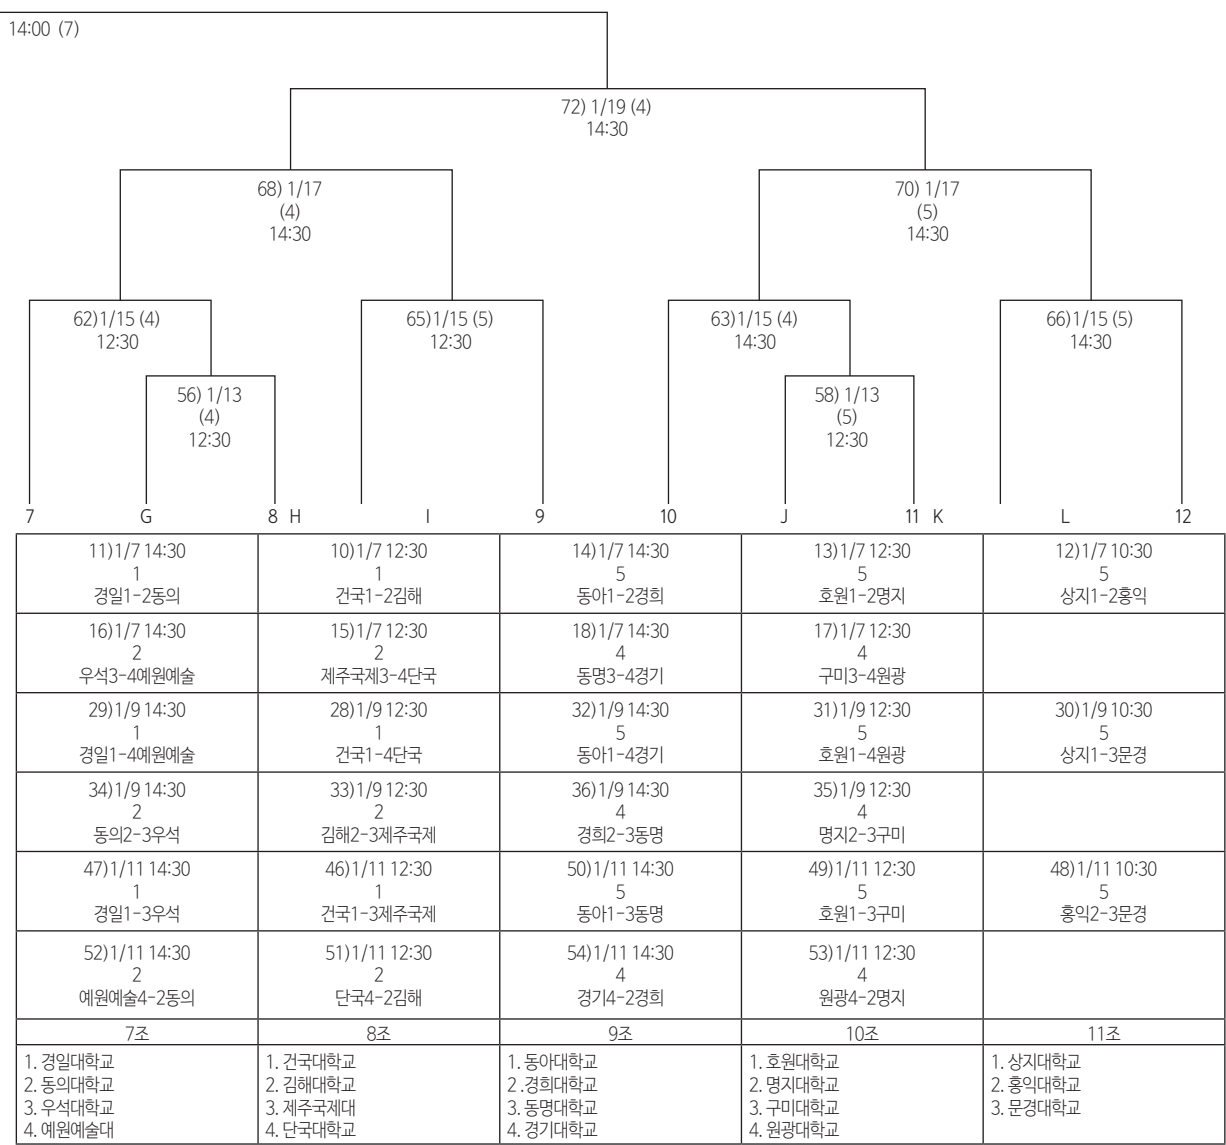 14:00 (7)
72) 1/19 (4)
14:30
68) 1/17
(4)
14:30
70) 1/17
(5)
14:30
62)1/15 (4)
12:30
65)1/15 (5)
12:30
63)1/15 (4)
14:30
66)1/15 (5)
14:30
56) 1/13
(4)
12:30
58) 1/13
(5)
12:30
7 G 8 H I 9 10 J 11 K L 12
11)1/7 14:30
1
경일1-2동의
10)1/7 12:30
1
건국1-2김해
14)1/7 14:30
5
동아1-2경희
13)1/7 12:30
5
호원1-2명지
12)1/7 10:30
5
상지1-2홍익
16)1/7 14:30
2
우석3-4예원예술
15)1/7 12:30
2
제주국제3-4단국
18)1/7 14:30
4
동명3-4경기
17)1/7 12:30
4
구미3-4원광
29)1/9 14:30
1
경일1-4예원예술
28)1/9 12:30
1
건국1-4단국
32)1/9 14:30
5
동아1-4경기
31)1/9 12:30
5
호원1-4원광
30)1/9 10:30
5
상지1-3문경
34)1/9 14:30
2
동의2-3우석
33)1/9 12:30
2
김해2-3제주국제
36)1/9 14:30
4
경희2-3동명
35)1/9 12:30
4
명지2-3구미
47)1/11 14:30
1
경일1-3우석
46)1/11 12:30
1
건국1-3제주국제
50)1/11 14:30
5
동아1-3동명
49)1/11 12:30
5
호원1-3구미
48)1/11 10:30
5
홍익2-3문경
52)1/11 14:30
2
예원예술4-2동의
51)1/11 12:30
2
단국4-2김해
54)1/11 14:30
4
경기4-2경희
53)1/11 12:30
4
원광4-2명지
7조
8조
9조
10조
11조
1. 경일대학교
2. 동의대학교
3. 우석대학교
4. 예원예술대
1. 건국대학교
2. 김해대학교
3. 제주국제대
4. 단국대학교
1. 동아대학교
2 .경희대학교
3. 동명대학교
4. 경기대학교
1. 호원대학교
2. 명지대학교
3. 구미대학교
4. 원광대학교
1. 상지대학교
2. 홍익대학교
3. 문경대학교